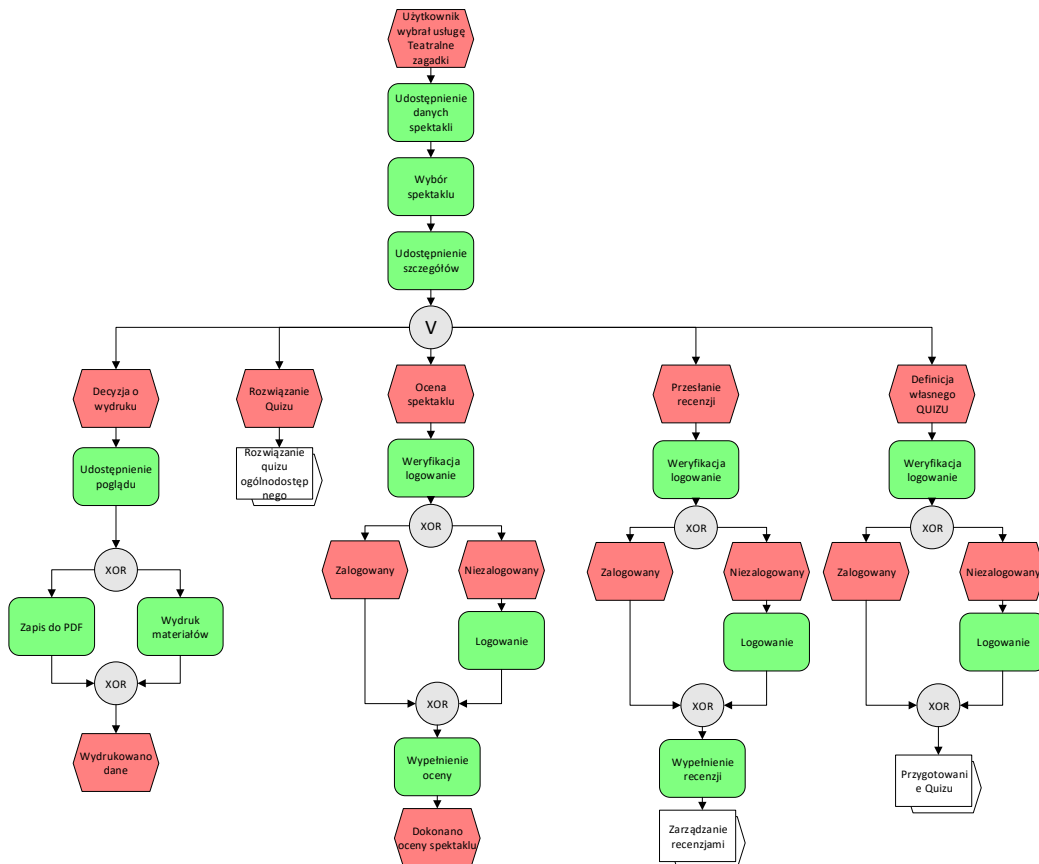 Użytkownik
wybrał usługę
Teatralne
zagadki
Udostępnienie
danych
spektakli
Wybór
spektaklu
Udostępnienie
szczegółów
V
Decyzja o
wydruku
Rozwiązanie
Quizu
Ocena
spektaklu
Przesłanie
recenzji
Definicja
własnego
QUIZU
Udostępnienie
poglądu
Rozwiązanie
quizu
ogólnodostęp
nego
Weryfikacja
logowanie
Weryfikacja
logowanie
Weryfikacja
logowanie
XOR
XOR
XOR
XOR
Zalogowany
Niezalogowany
Zalogowany
Niezalogowany
Zalogowany
Niezalogowany
Zapis do PDF
Wydruk
materiałów
Logowanie
Logowanie
Logowanie
XOR
XOR
XOR
XOR
Wydrukowano
dane
Wypełnienie
oceny
Wypełnienie
recenzji
Przygotowani
e Quizu
Dokonano
oceny spektaklu
Zarządzanie
recenzjami